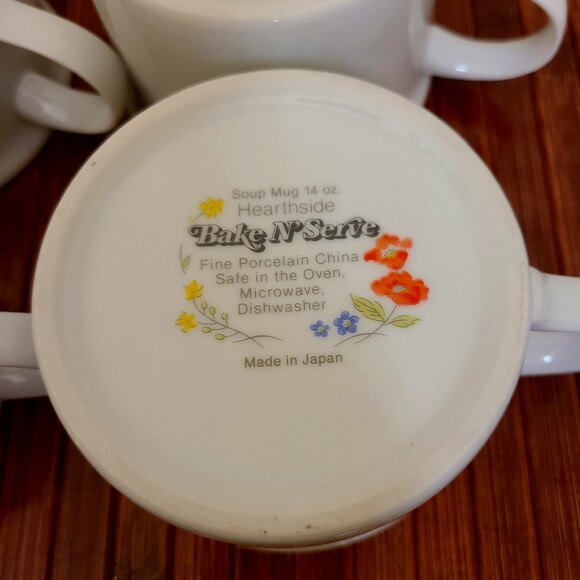 Soup Mug 14 oz.
Hearthside
Bake N' Serve
Fine Porcelain China
Safe in the Oven,
Microwave,
Dishwasher
Made in Japan